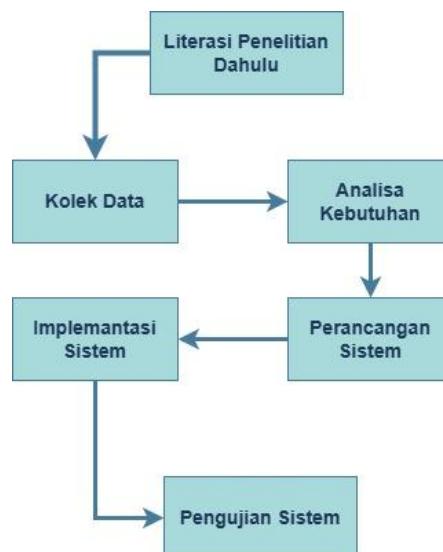 Literasi Penelitian
Dahulu
Kolek Data
Analisa
Kebutuhan
Perancangan
Sistem
Implemantasi
Sistem
Pengujian Sistem